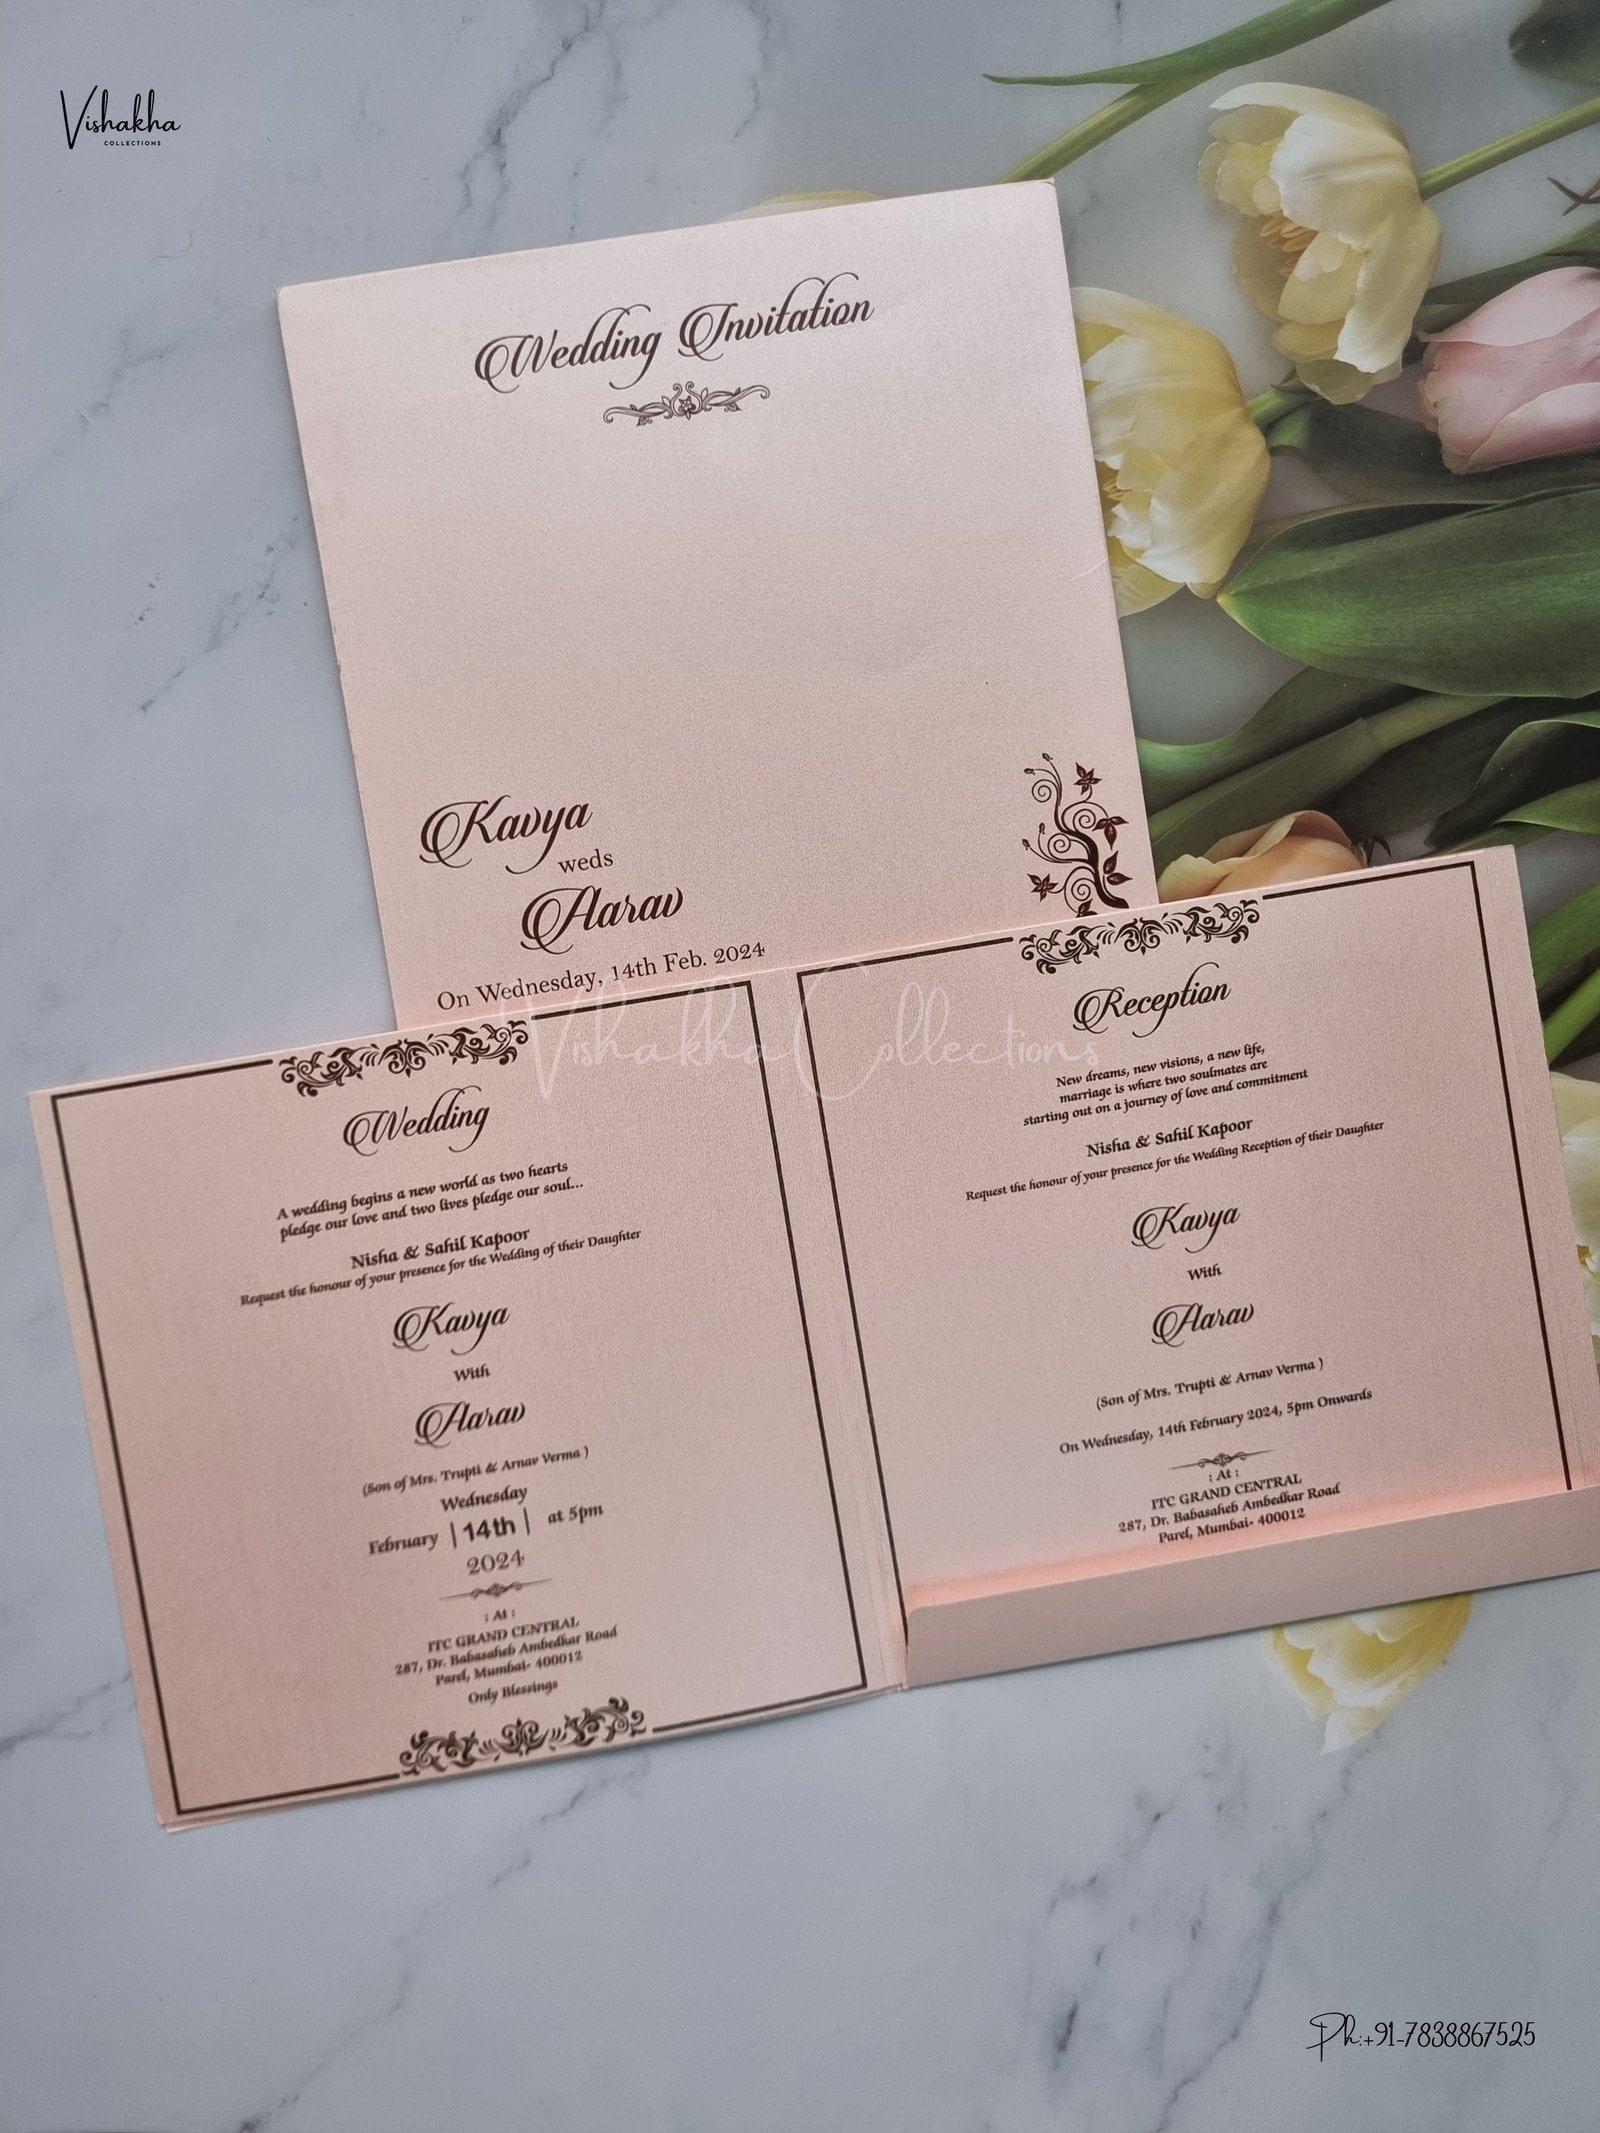 Vishakha
COLLECTIONS
Wedding Invitation
Kavya
weds
Aarav
On Wednesday, 14th Feb. 2024
Vishakha Collections
Wedding
A wedding begins a new world as two hearts
pledge our love and two lives pledge our soul...
Nisha & Sahil Kapoor
Request the honour of your presence for the Wedding of their Daughter
Kavya
With
Aarav
(Son of Mrs. Trupti & Arnav Verma )
Wednesday
February | 14th | at 5pm
2024
: At :
ITC GRAND CENTRAL
287, Dr. Babasaheb Ambedkar Road
Parel, Mumbai- 400012
Only Blessings
Reception
New dreams, new visions, a new life,
marriage is where two soulmates are
starting out on a journey of love and commitment
Nisha & Sahil Kapoor
Request the honour of your presence for the Wedding Reception of their Daughter
Kavya
With
Aarav
(Son of Mrs. Trupti & Arnav Verma )
On Wednesday, 14th February 2024, 5pm Onwards
: At :
ITC GRAND CENTRAL
287, Dr. Babasaheb Ambedkar Road
Parel, Mumbai- 400012
Ph:+91-7838867525